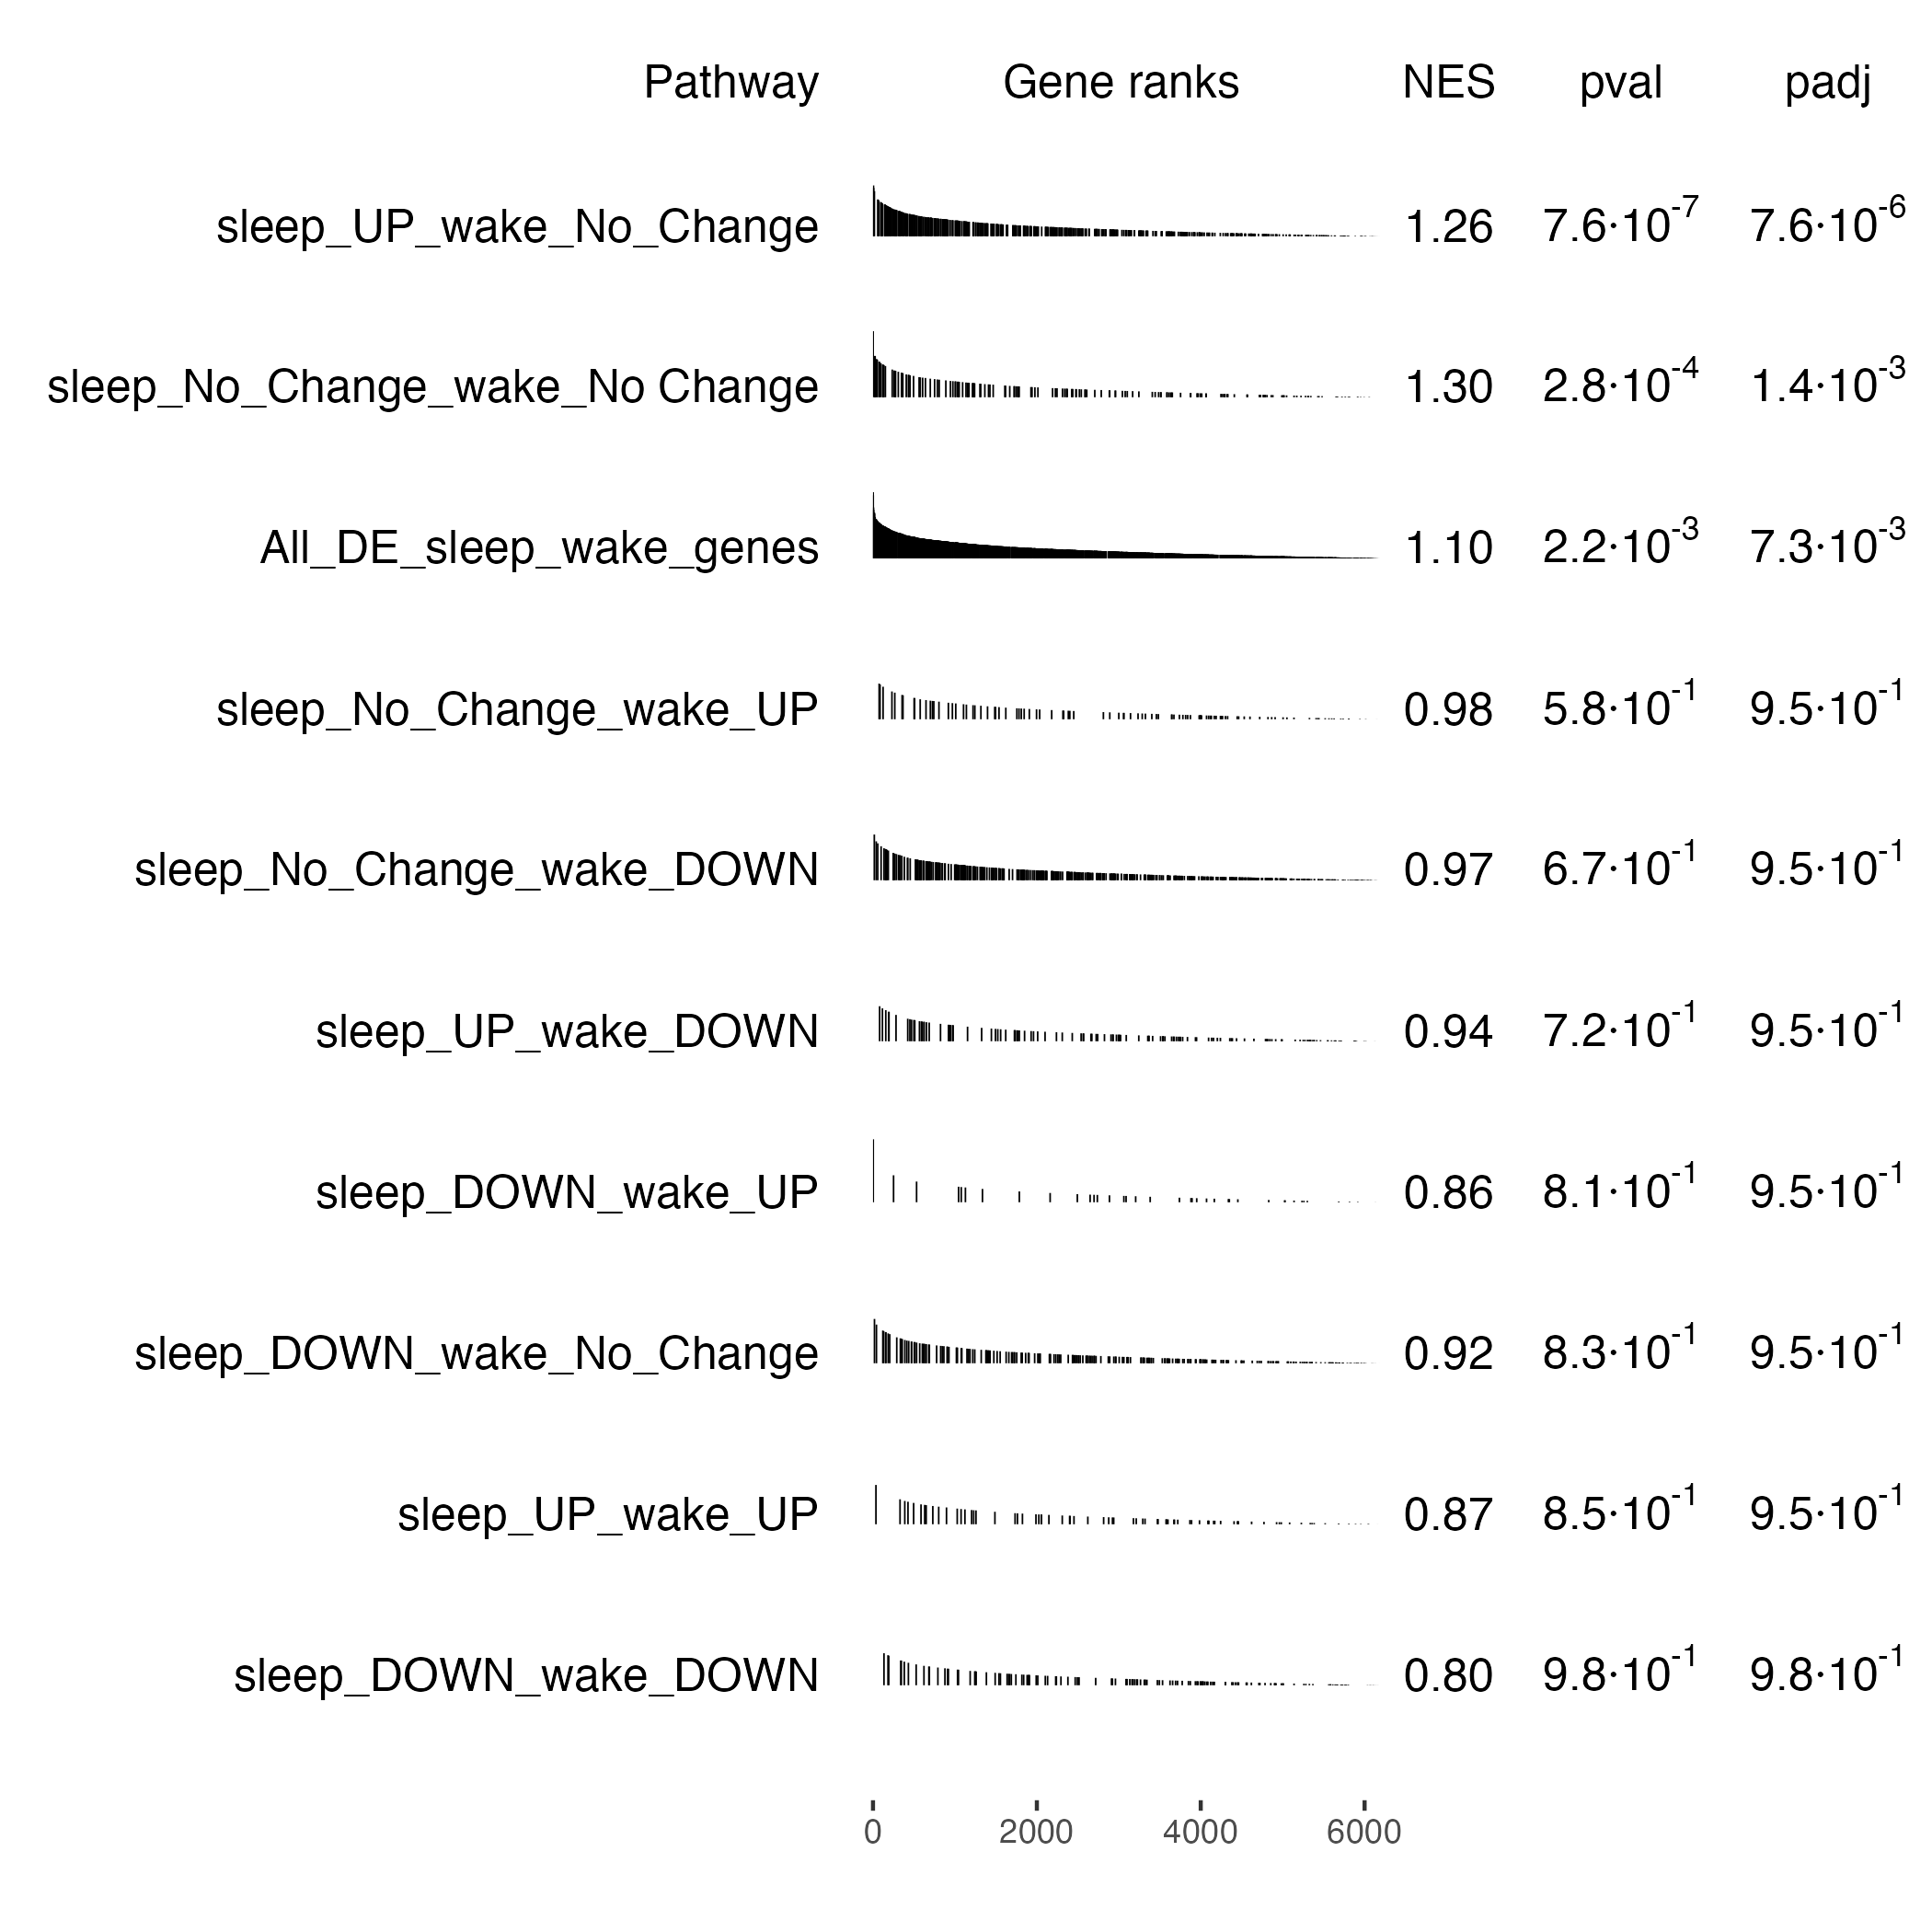 Pathway Gene ranks NES pval padj
sleep_UP_wake_No_Change 1.26 7.6·10⁻⁷ 7.6·10⁻⁶
sleep_No_Change_wake_No Change 1.30 2.8·10⁻⁴ 1.4·10⁻³
All_DE_sleep_wake_genes 1.10 2.2·10⁻³ 7.3·10⁻³
sleep_No_Change_wake_UP 0.98 5.8·10⁻¹ 9.5·10⁻¹
sleep_No_Change_wake_DOWN 0.97 6.7·10⁻¹ 9.5·10⁻¹
sleep_UP_wake_DOWN 0.94 7.2·10⁻¹ 9.5·10⁻¹
sleep_DOWN_wake_UP 0.86 8.1·10⁻¹ 9.5·10⁻¹
sleep_DOWN_wake_No_Change 0.92 8.3·10⁻¹ 9.5·10⁻¹
sleep_UP_wake_UP 0.87 8.5·10⁻¹ 9.5·10⁻¹
sleep_DOWN_wake_DOWN 0.80 9.8·10⁻¹ 9.8·10⁻¹
0 2000 4000 6000